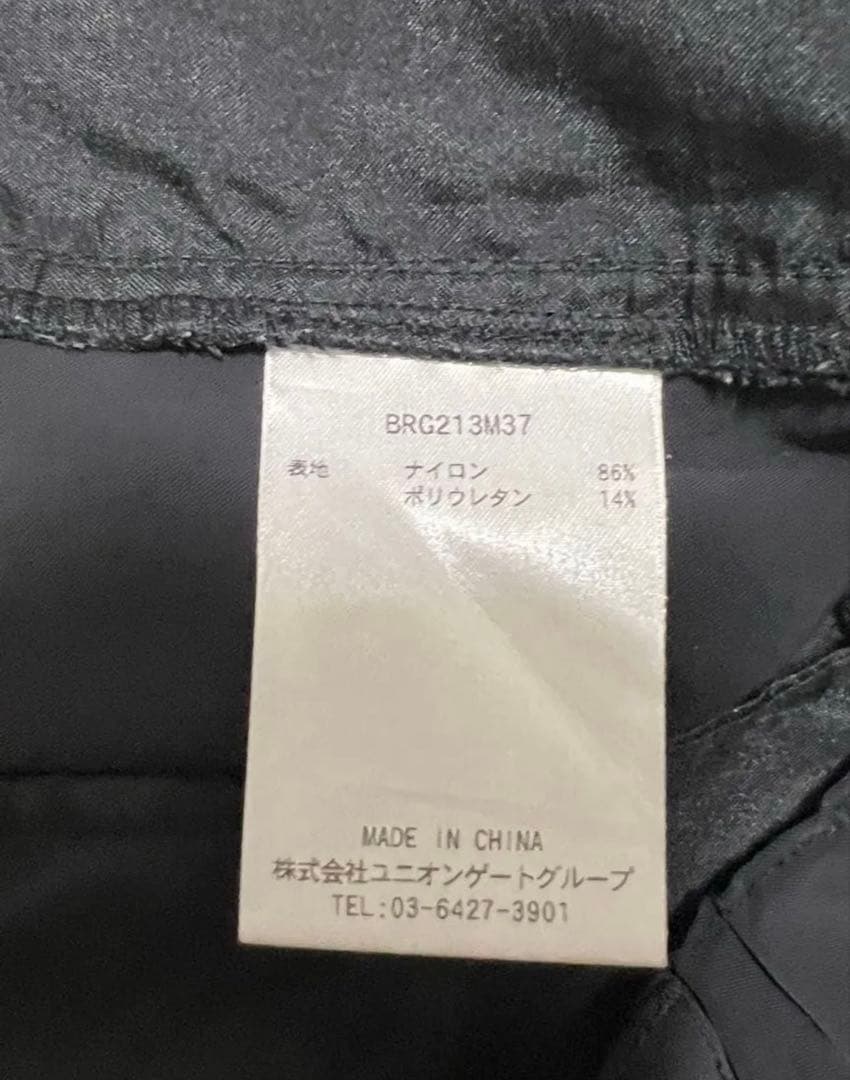 BRG213M37
表地 ナイロン 86%
ポリウレタン 14%
MADE IN CHINA
株式会社ユニオンゲートグループ
TEL:03-6427-3901